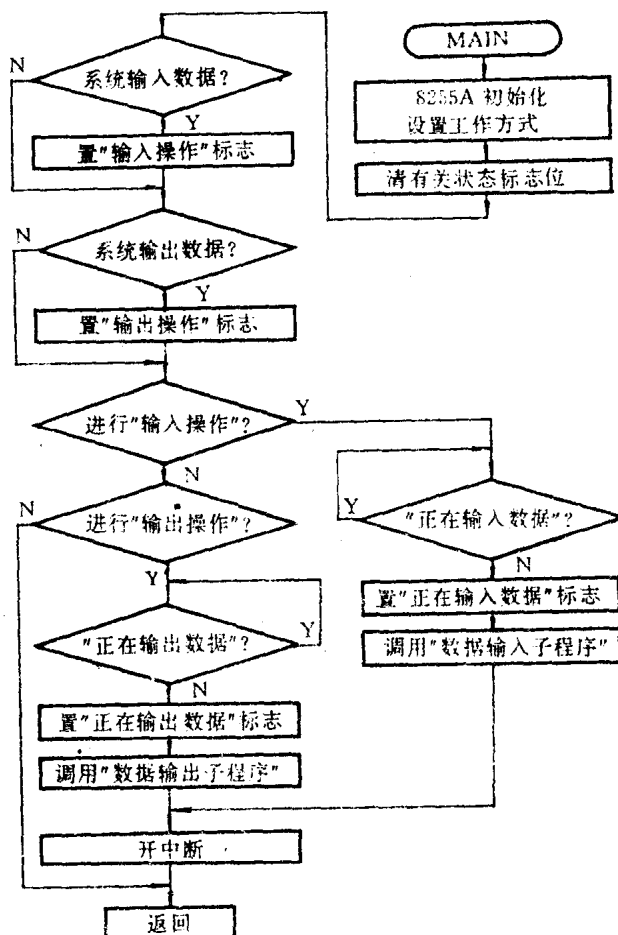 MAIN
8255A 初始化
设置工作方式
清有关状态标志位
系统输入数据?
N
Y
置"输入操作"标志
系统输出数据?
N
Y
置"输出操作"标志
进行"输入操作"?
Y
N
进行"输出操作"?
N
Y
"正在输出数据"?
Y
N
置"正在输出数据"标志
调用"数据输出子程序"
"正在输入数据"?
Y
N
置"正在输入数据"标志
调用"数据输入子程序"
开中断
返回